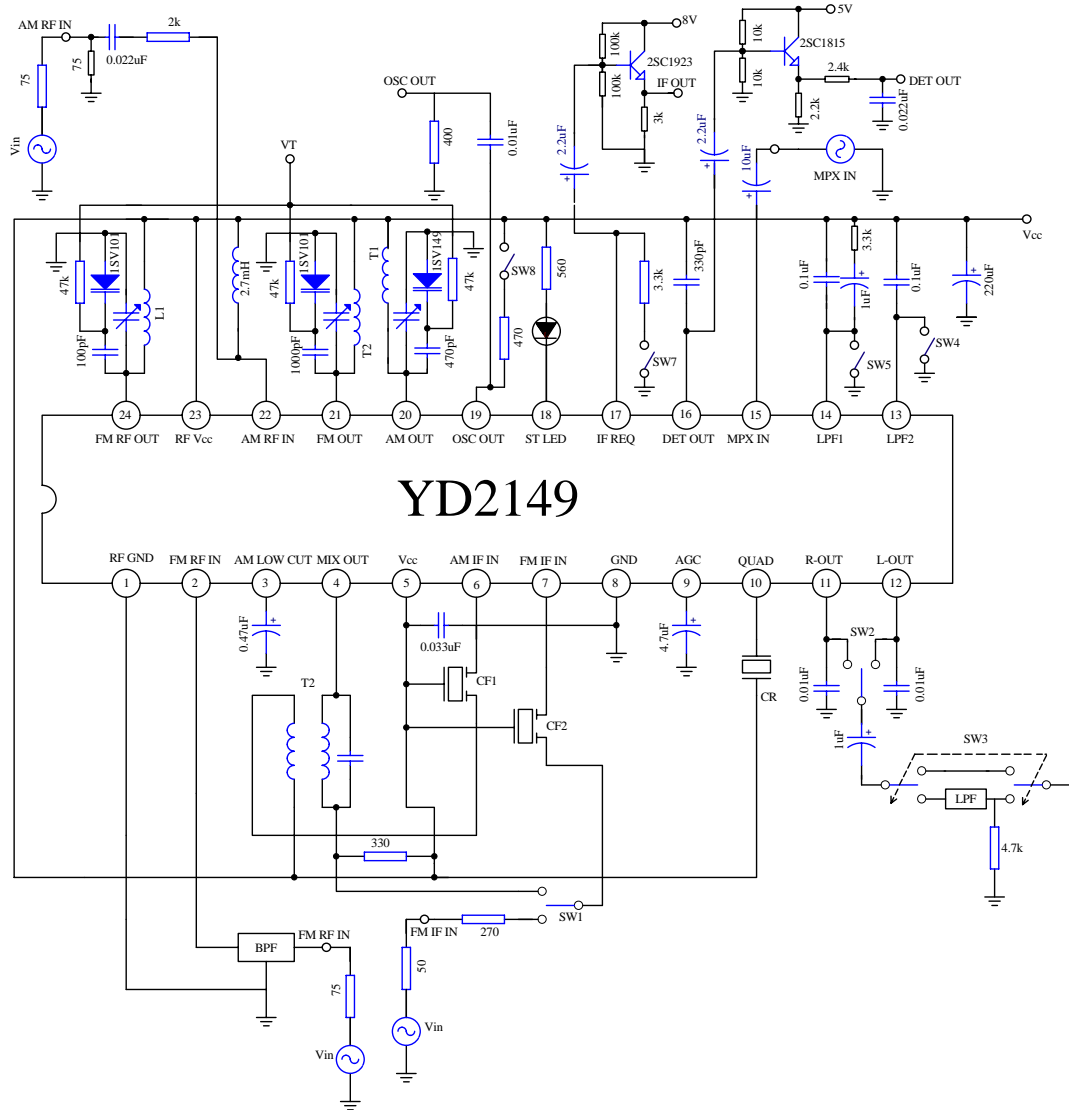 AM RF IN
2k
0.022uF
75
75
Vin
OSC OUT
400
0.01uF
VT
8V
100k
100k
2SC1923
IF OUT
3k
2.2uF
5V
10k
10k
2SC1815
2.4k
DET OUT
0.022uF
2.2k
2.2uF
10uF
MPX IN
Vcc
1SV101
47k
100pF
L1
2.7mH
1SV101
47k
1000pF
T2
T1
1SV149
47k
470pF
SW8
470
560
3.3k
SW7
330pF
0.1uF
3.3k
1uF
SW5
0.1uF
SW4
220uF
24
23
22
21
20
19
18
17
16
15
14
13
FM RF OUT
RF Vcc
AM RF IN
FM OUT
AM OUT
OSC OUT
ST LED
IF REQ
DET OUT
MPX IN
LPF1
LPF2
YD2149
RF GND
FM RF IN
AM LOW CUT
MIX OUT
Vcc
AM IF IN
FM IF IN
GND
AGC
QUAD
R-OUT
L-OUT
1
2
3
4
5
6
7
8
9
10
11
12
0.47uF
0.033uF
4.7uF
T2
CF1
CF2
CR
SW2
0.01uF
0.01uF
1uF
SW3
LPF
4.7k
330
SW1
FM IF IN
270
50
Vin
BPF
FM RF IN
75
Vin